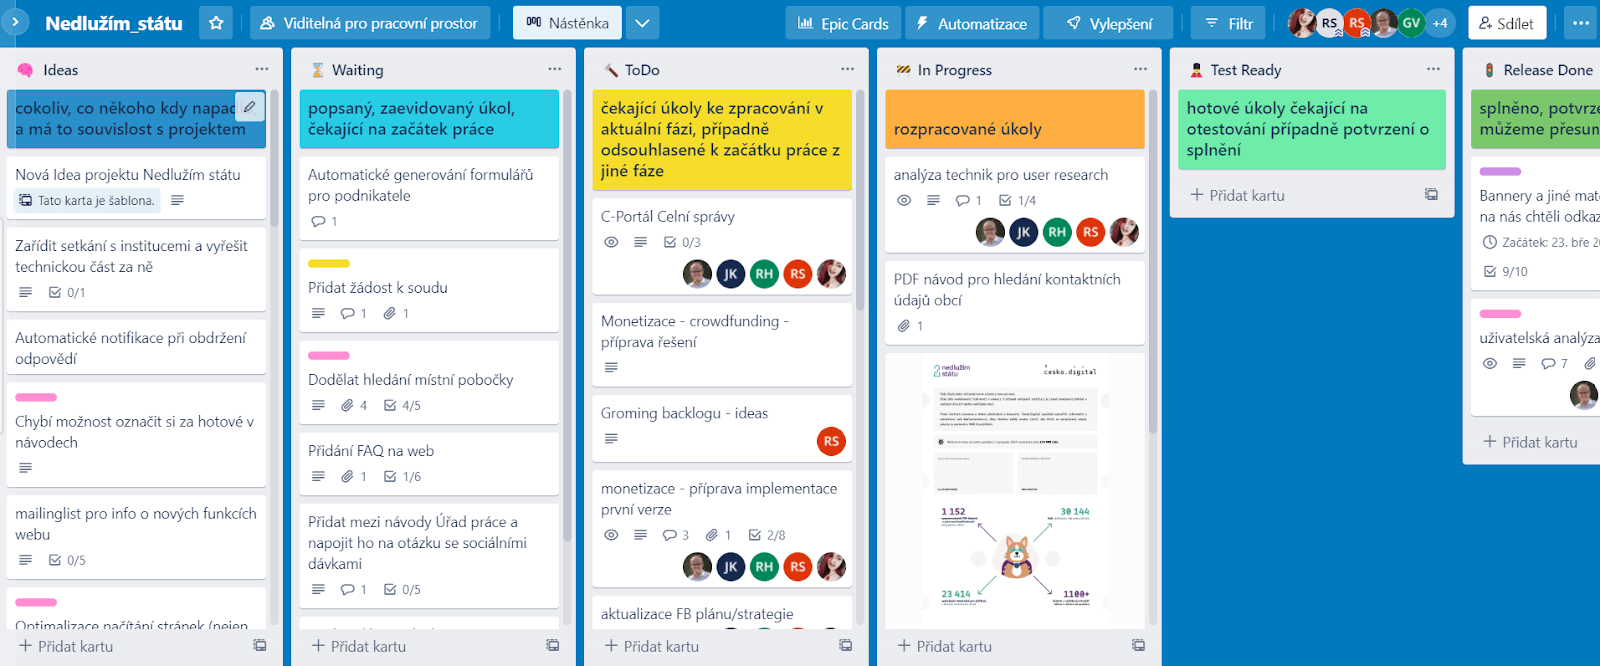 Nedlužím_státu
Viditelná pro pracovní prostor
Nástěnka
Epic Cards
Automatizace
Vylepšení
Filtr
RS
RS
GV
+4
Sdílet
Ideas
cokoliv, co někoho kdy napad
a má to souvislost s projektem
Nová Idea projektu Nedlužím státu
Tato karta je šablona.
Zařídit setkání s institucemi a vyřešit
technickou část za ně
0/1
Automatické notifikace při obdržení
odpovědí
Chybí možnost označit si za hotové v
návodech
mailinglist pro info o nových funkcích
webu
0/5
Optimalizace načítání stránek (nejen
Přidat kartu
Waiting
popsaný, zaevidovaný úkol,
čekající na začátek práce
Automatické generování formulářů
pro podnikatele
1
Přidat žádost k soudu
1 1
Dodělat hledání místní pobočky
4 4/5
Přidání FAQ na web
1 1/6
Přidat mezi návody Úřad práce a
napojit ho na otázku se sociálními
dávkami
1 0/5
Přidat kartu
ToDo
čekající úkoly ke zpracování v
aktuální fázi, případně
odsouhlasené k začátku práce z
jiné fáze
C-Portál Celní správy
0/3
JK RH RS
Monetizace - crowdfunding -
příprava řešení
Groming backlogu - ideas
RS
monetizace - příprava implementace
první verze
3 1 2/8
JK RH RS
aktualizace FB plánu/strategie
Přidat kartu
In Progress
rozpracované úkoly
analýza technik pro user research
1 1/4
JK RH RS
PDF návod pro hledání kontaktních
údajů obcí
1
nedlužím
státu
česko.digital
1 152
30 144
23 414
1100+
Přidat kartu
Test Ready
hotové úkoly čekající na
otestování případně potvrzení o
splnění
Přidat kartu
Release Done
splněno, potvrze
můžeme přesun
Bannery a jiné mat
na nás chtěli odkaz
Začátek: 23. bře 20
9/10
uživatelská analýza
7
Přidat kartu